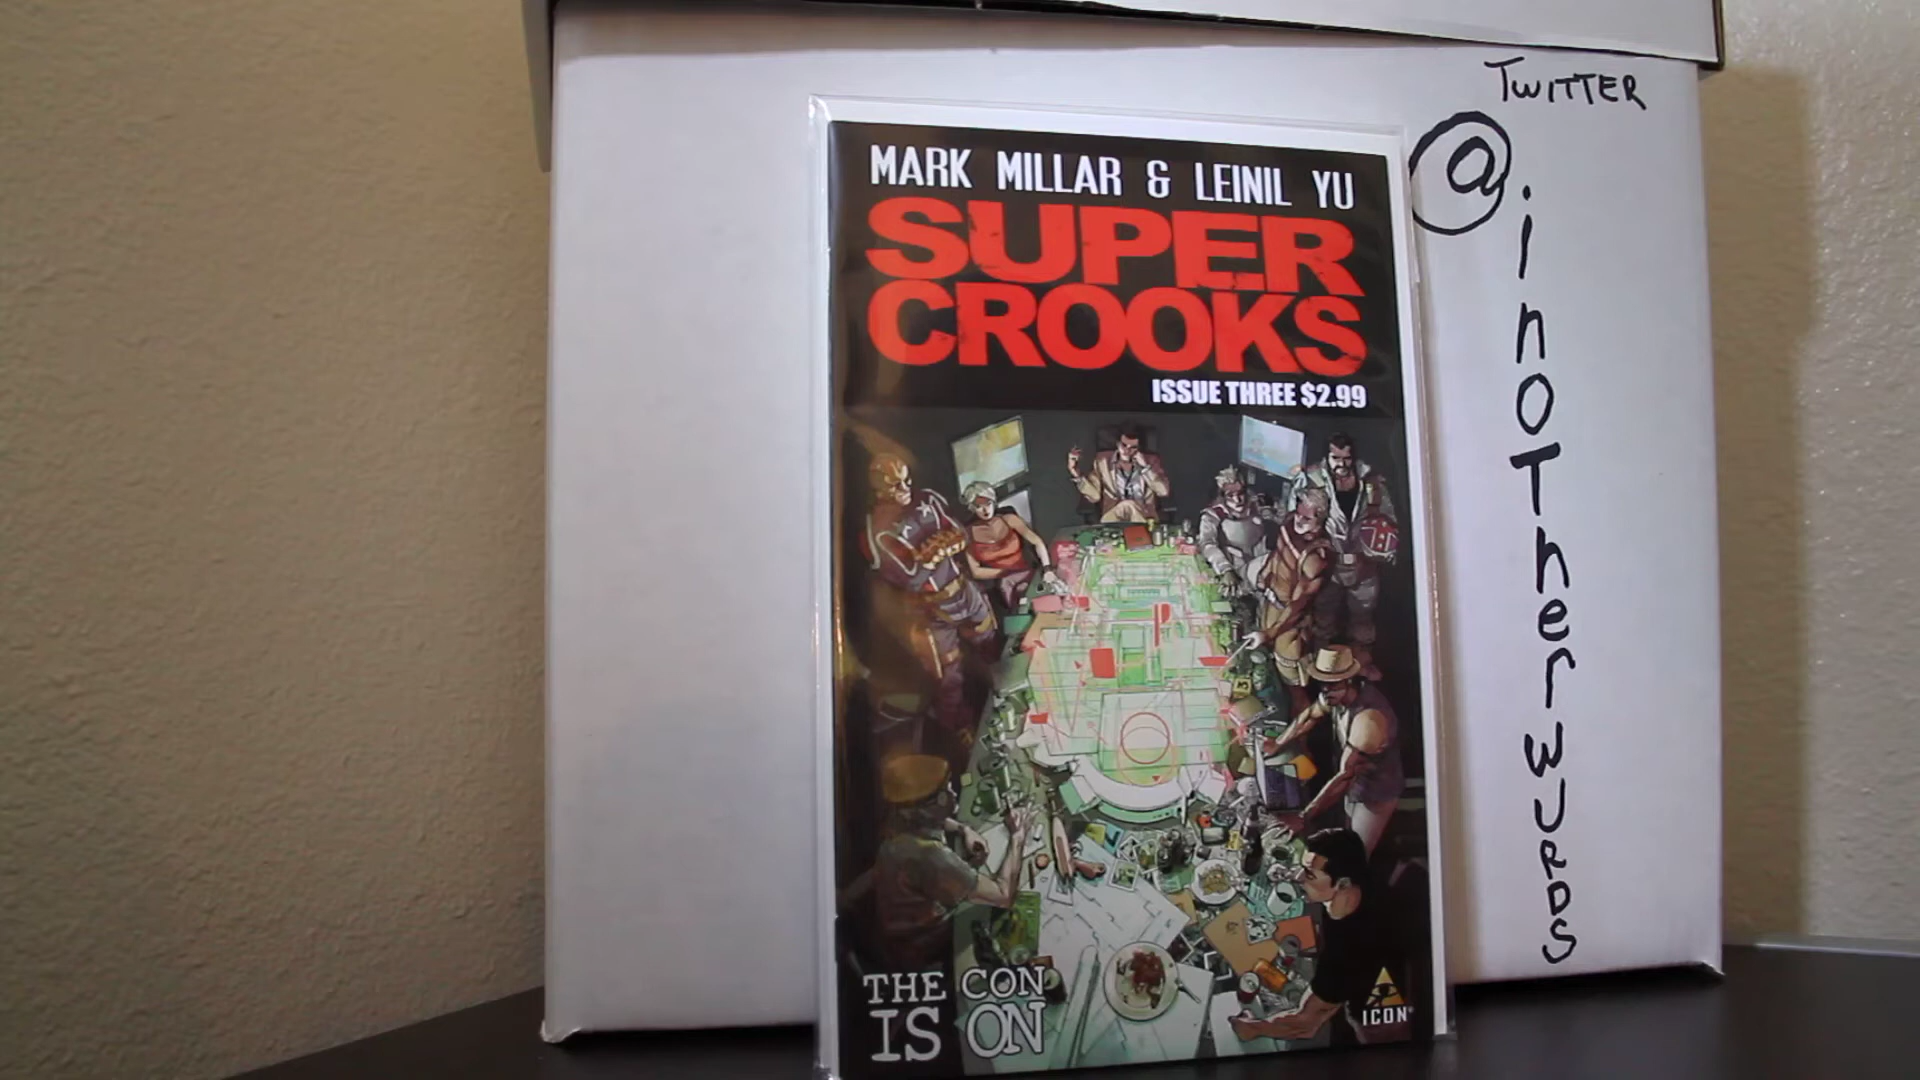 MARK MILLAR & LEINIL YU
SUPER
CROOKS
ISSUE THREE $2.99
THE CON
IS ON
ICON
TWITTER
@inoTherwURDS